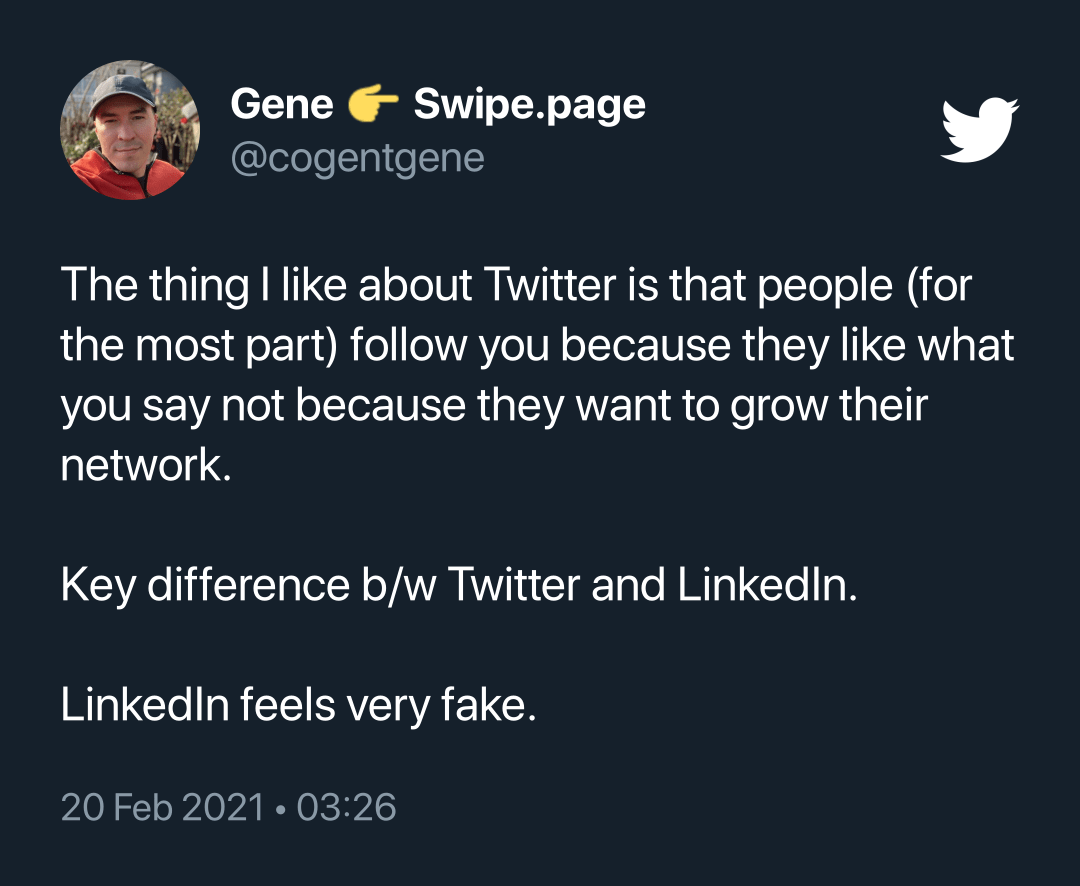 Gene 👉 Swipe.page
@cogentgene
The thing I like about Twitter is that people (for
the most part) follow you because they like what
you say not because they want to grow their
network.
Key difference b/w Twitter and LinkedIn.
LinkedIn feels very fake.
20 Feb 2021 • 03:26